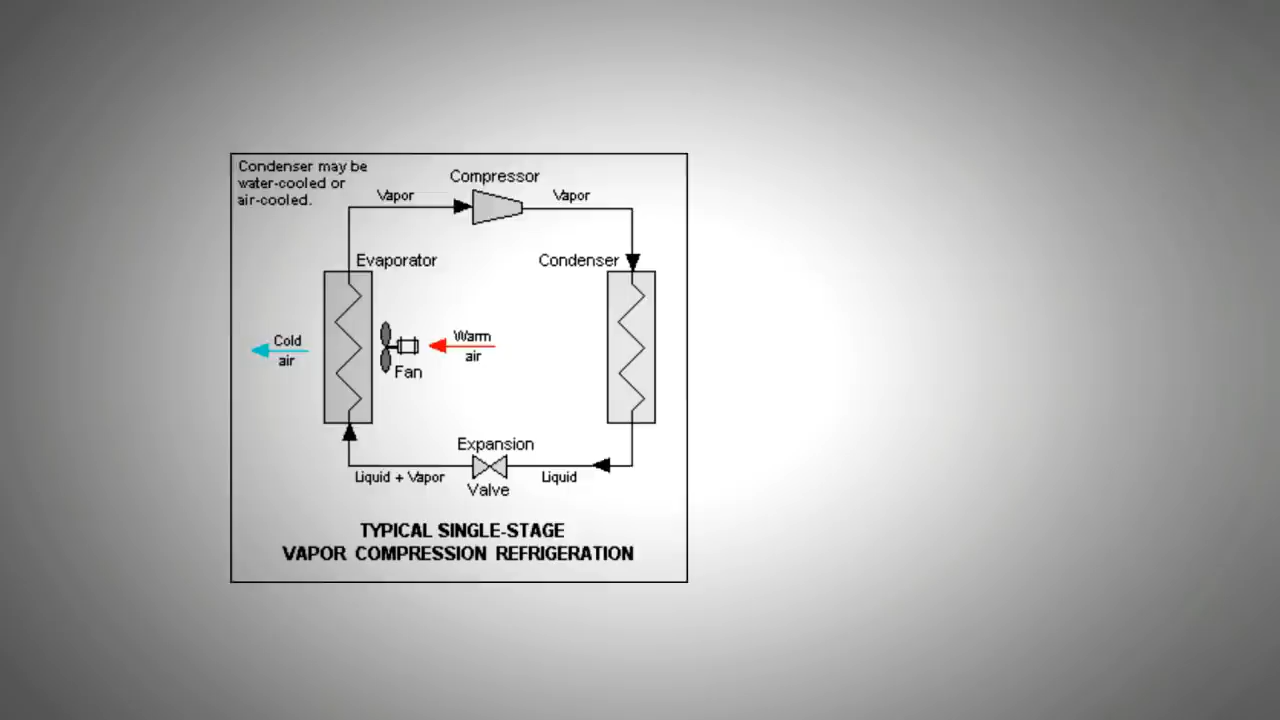 Condenser may be
water-cooled or
air-cooled.
Compressor
Vapor
Vapor
Evaporator
Condenser
Cold
air
Warm
air
Fan
Expansion
Valve
Liquid + Vapor
Liquid
TYPICAL SINGLE-STAGE
VAPOR COMPRESSION REFRIGERATION